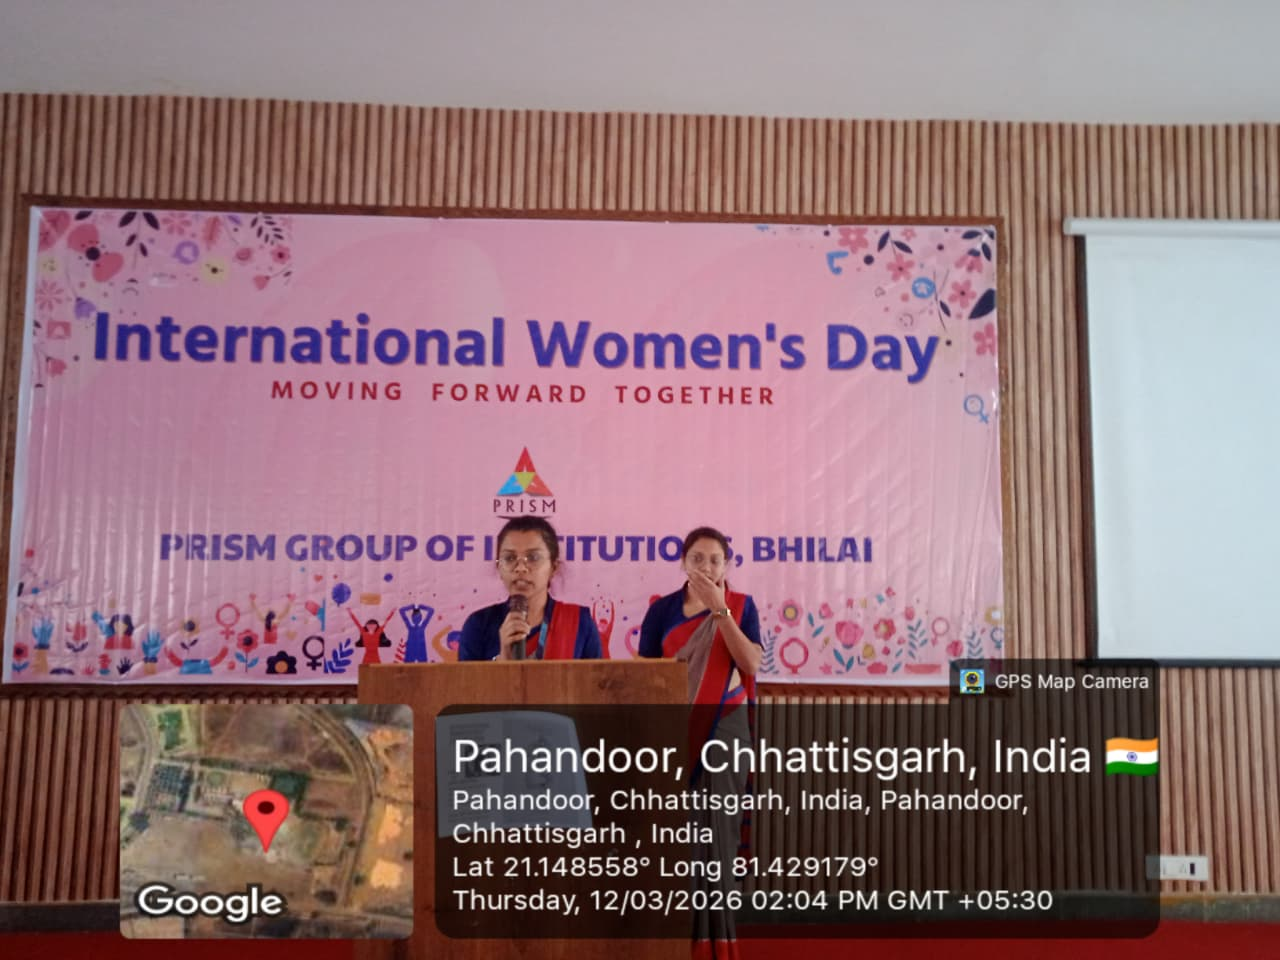 International Women's Day
MOVING FORWARD TOGETHER
PRISM
PRISM GROUP OF I TITUTIO S, BHILAI
GPS Map Camera
Pahandoor, Chhattisgarh, India
Pahandoor, Chhattisgarh, India, Pahandoor,
Chhattisgarh , India
Lat 21.148558° Long 81.429179°
Thursday, 12/03/2026 02:04 PM GMT +05:30
Google